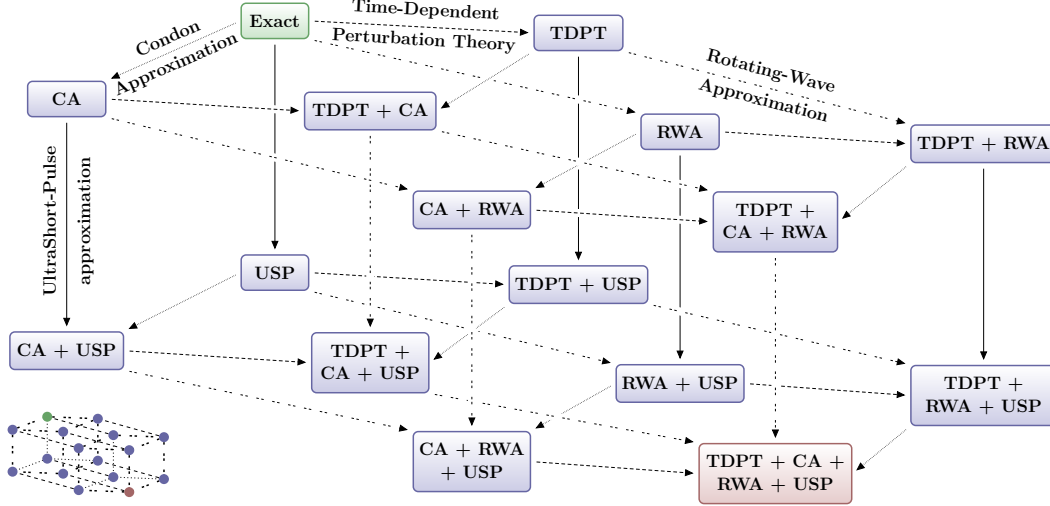 Exact
Time-Dependent
Perturbation Theory
TDPT
Condon
Approximation
Rotating-Wave
Approximation
CA
TDPT + CA
RWA
TDPT + RWA
CA + RWA
TDPT +
CA + RWA
UltraShort-Pulse
approximation
USP
TDPT + USP
CA + USP
TDPT +
CA + USP
RWA + USP
TDPT +
RWA + USP
CA + RWA
+ USP
TDPT + CA +
RWA + USP